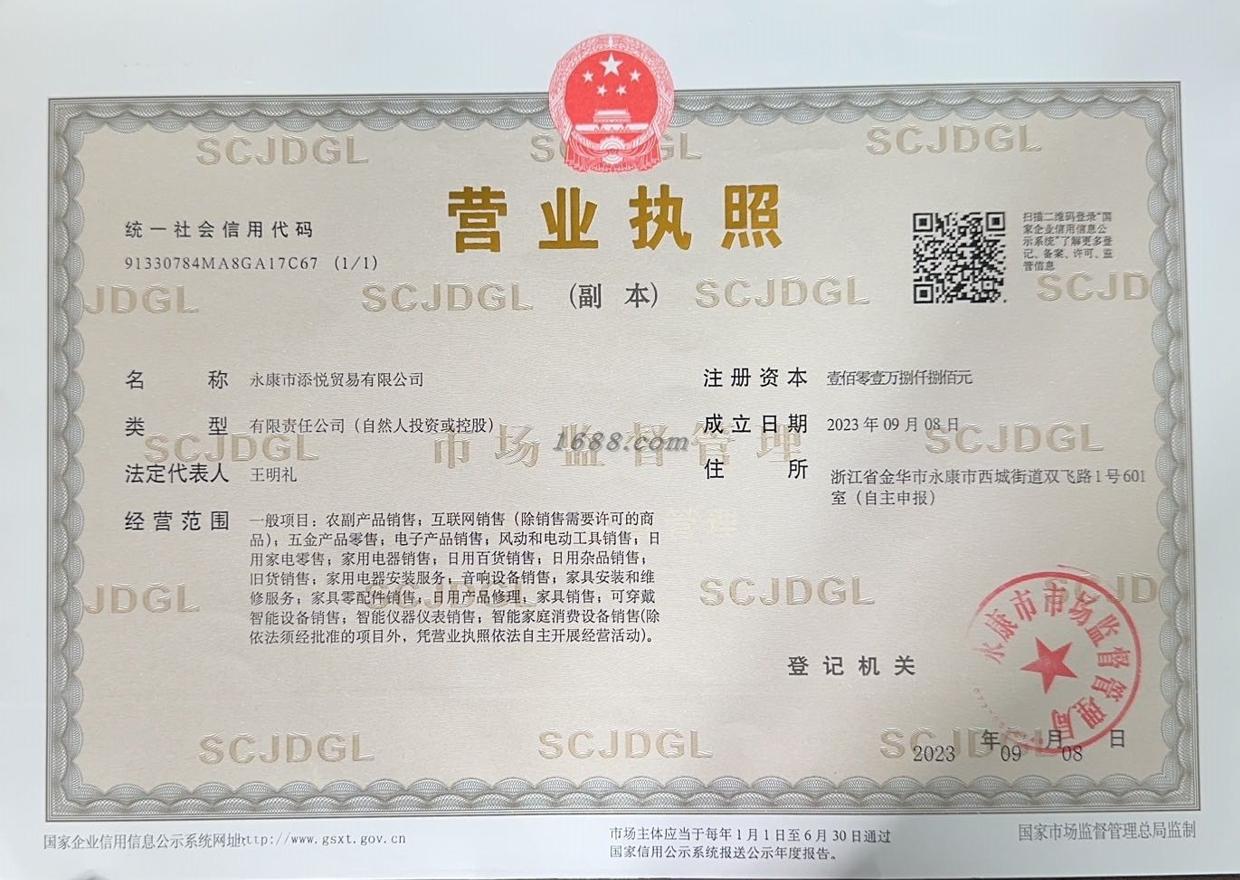 SCJDGL
SCJDGL
营业执照
统一社会信用代码
91330784MA8GA17C67 (1/1)
扫描二维码登录“国
家企业信用信息公
示系统”了解更多登
记、备案、许可、监
管信息
JDGL
SCJDGL
(副 本)
SCJDGL
SCJD
名 称 永康市添悦贸易有限公司
注册资本 壹佰零壹万捌仟捌佰元
类 型 有限责任公司（自然人投资或控股）
成立日期 2023 年 09 月 08 日
SCJDGL
市场监督管理
1688.com
SCJDGL
法定代表人 王明礼
住 所 浙江省金华市永康市西城街道双飞路1号601
室（自主申报）
经营范围 一般项目：农副产品销售；互联网销售（除销售需要许可的商
品）；五金产品零售；电子产品销售；风动和电动工具销售；日
用家电零售；家用电器销售；日用百货销售；日用杂品销售；
旧货销售；家用电器安装服务；音响设备销售；家具安装和维
修服务；家具零配件销售；日用产品修理；家具销售；可穿戴
智能设备销售；智能仪器仪表销售；智能家庭消费设备销售(除
依法须经批准的项目外，凭营业执照依法自主开展经营活动)。
JDGL
SCJDGL
SCJDGL
JD
永康市市场监督管理局
登记机关
SCJDGL
SCJDGL
SCJDGL
2023 年 09 月 08 日
国家企业信用信息公示系统网址:http://www.gsxt.gov.cn
市场主体应当于每年1月1日至6月30日通过
国家信用公示系统报送公示年度报告。
国家市场监督管理总局监制